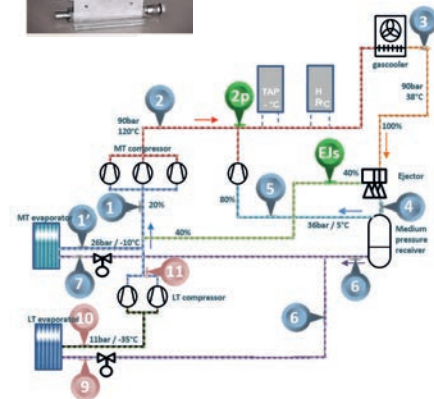 3
gascooler
TAP
- °C
H
R°C
2
2p
90bar
120°C
90bar
38°C
100%
MT compressor
EJs
40%
Ejector
1
20%
80%
5
4
MT evaporator
1'
40%
36bar / 5°C
Medium
pressure
receiver
26bar / -10°C
7
11
6
LT compressor
LT evaporator
10
6
11bar / -35°C
9